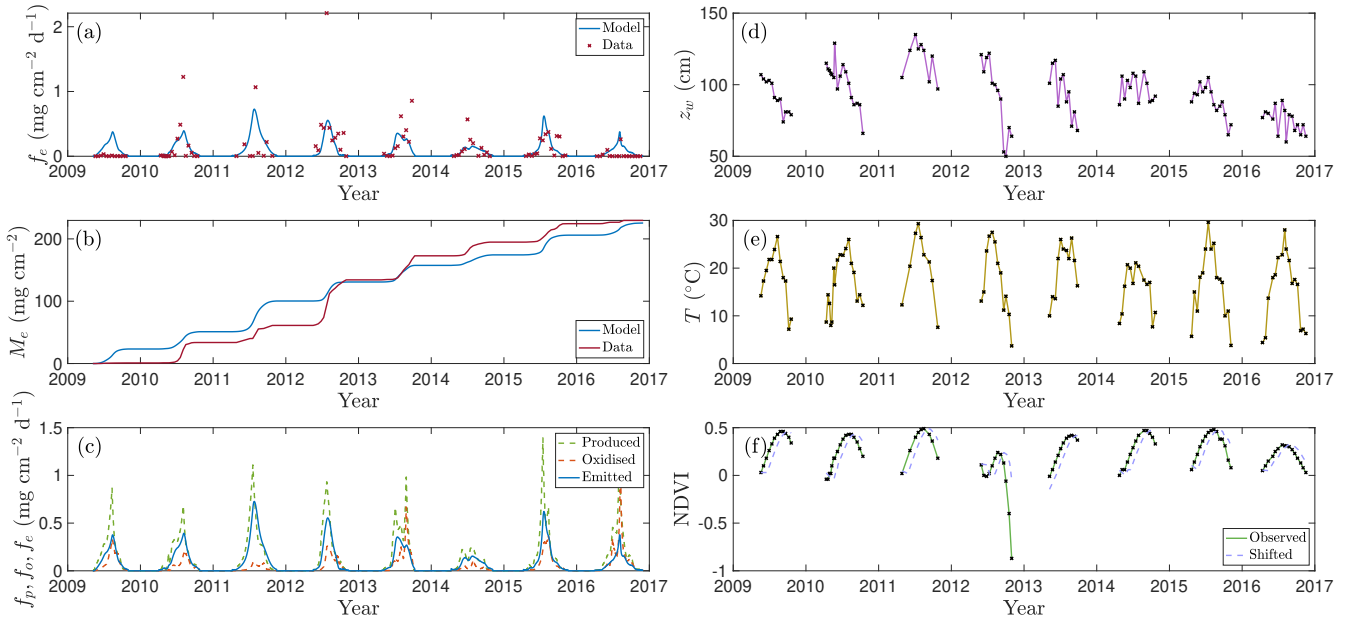 (a)
Model
Data
f_e (mg cm⁻² d⁻¹)
2
1
0
2009 2010 2011 2012 2013 2014 2015 2016 2017
Year
(b)
Model
Data
M_e (mg cm⁻²)
200
100
0
2009 2010 2011 2012 2013 2014 2015 2016 2017
Year
(c)
Produced
Oxidised
Emitted
f_p, f_o, f_e (mg cm⁻² d⁻¹)
1.5
1
0.5
0
2009 2010 2011 2012 2013 2014 2015 2016 2017
Year
(d)
z_w (cm)
150
100
50
2009 2010 2011 2012 2013 2014 2015 2016 2017
Year
(e)
T (°C)
30
20
10
0
2009 2010 2011 2012 2013 2014 2015 2016 2017
Year
(f)
NDVI
0.5
0
-0.5
-1
Observed
Shifted
2009 2010 2011 2012 2013 2014 2015 2016 2017
Year